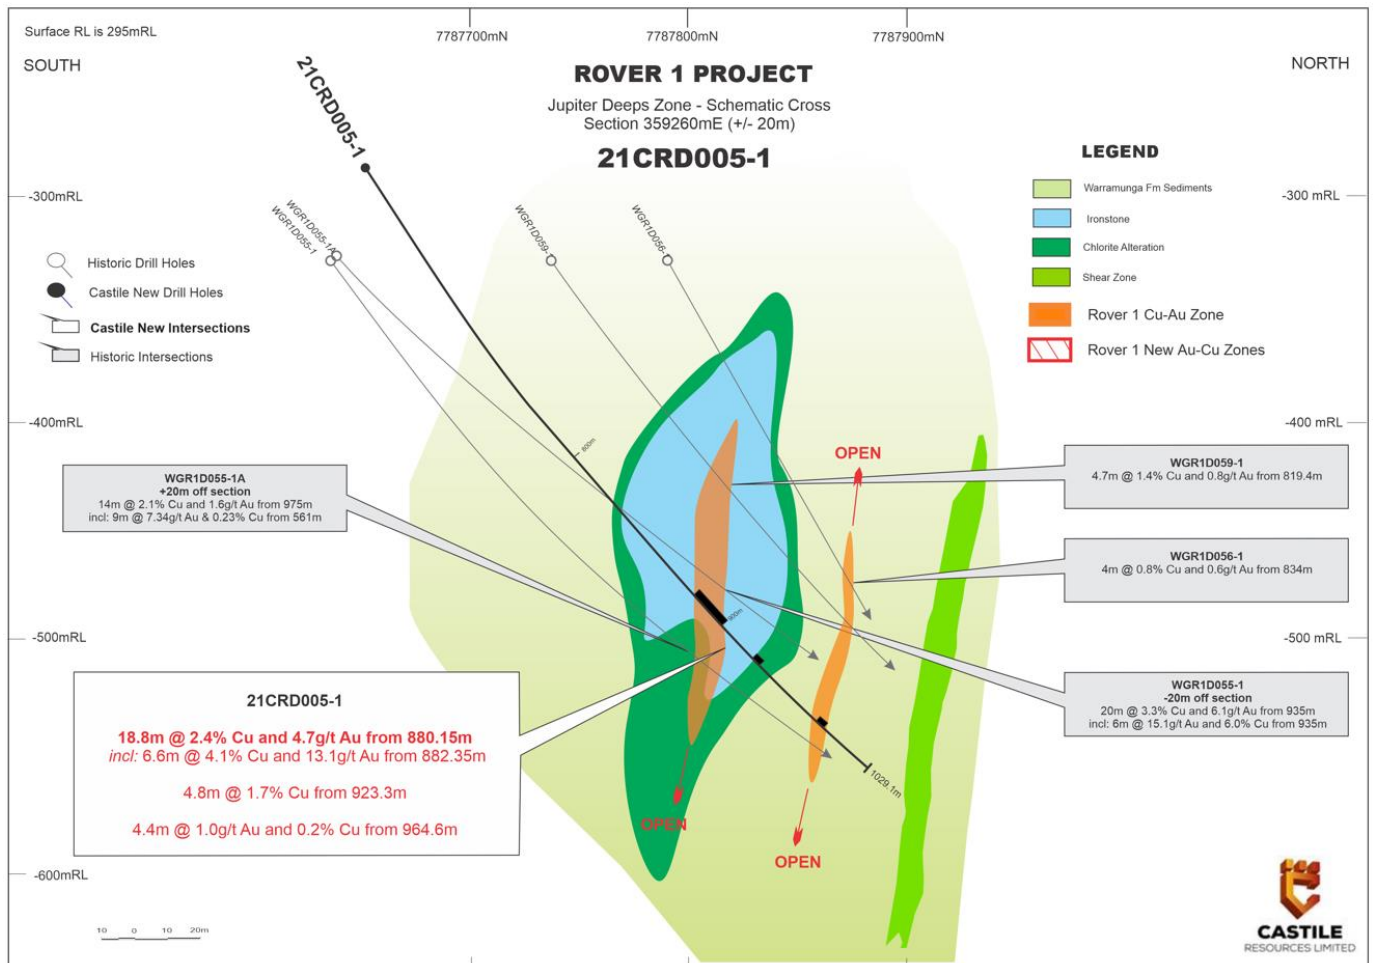 Surface RL is 295mRL
7787700mN
7787800mN
7787900mN
SOUTH
NORTH
ROVER 1 PROJECT
Jupiter Deeps Zone - Schematic Cross
Section 359260mE (+/- 20m)
21CRD005-1
21CRD005-1
LEGEND
Warramunga Fm Sediments
Ironstone
Chlorite Alteration
Shear Zone
Rover 1 Cu-Au Zone
Rover 1 New Au-Cu Zones
-300mRL
-300 mRL
WGR1D055-1A
WGR1D055-1
WGR1D059-1
WGR1D056-1
Historic Drill Holes
Castile New Drill Holes
Castile New Intersections
Historic Intersections
-400mRL
-400 mRL
800m
OPEN
WGR1D059-1
4.7m @ 1.4% Cu and 0.8g/t Au from 819.4m
WGR1D055-1A
+20m off section
14m @ 2.1% Cu and 1.6g/t Au from 975m
incl: 9m @ 7.34g/t Au & 0.23% Cu from 561m
WGR1D056-1
4m @ 0.8% Cu and 0.6g/t Au from 834m
900m
-500mRL
-500 mRL
WGR1D055-1
-20m off section
20m @ 3.3% Cu and 6.1g/t Au from 935m
incl: 6m @ 15.1g/t Au and 6.0% Cu from 935m
21CRD005-1
18.8m @ 2.4% Cu and 4.7g/t Au from 880.15m
incl: 6.6m @ 4.1% Cu and 13.1g/t Au from 882.35m
4.8m @ 1.7% Cu from 923.3m
4.4m @ 1.0g/t Au and 0.2% Cu from 964.6m
1029.1m
OPEN
OPEN
-600mRL
10 0 10 20m
CASTILE
RESOURCES LIMITED